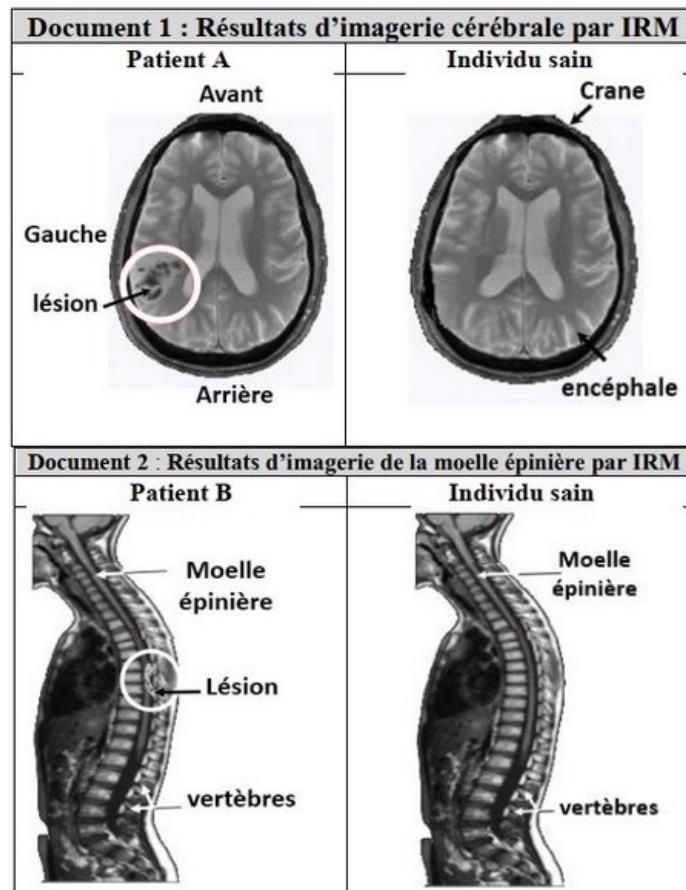 Document 1 : Résultats d'imagerie cérébrale par IRM
Patient A
Individu sain
Avant
Crane
Gauche
lésion
Arrière
encéphale
Document 2 : Résultats d'imagerie de la moelle épinière par IRM
Patient B
Individu sain
Moelle
épinière
Lésion
vertèbres
Moelle
épinière
vertèbres